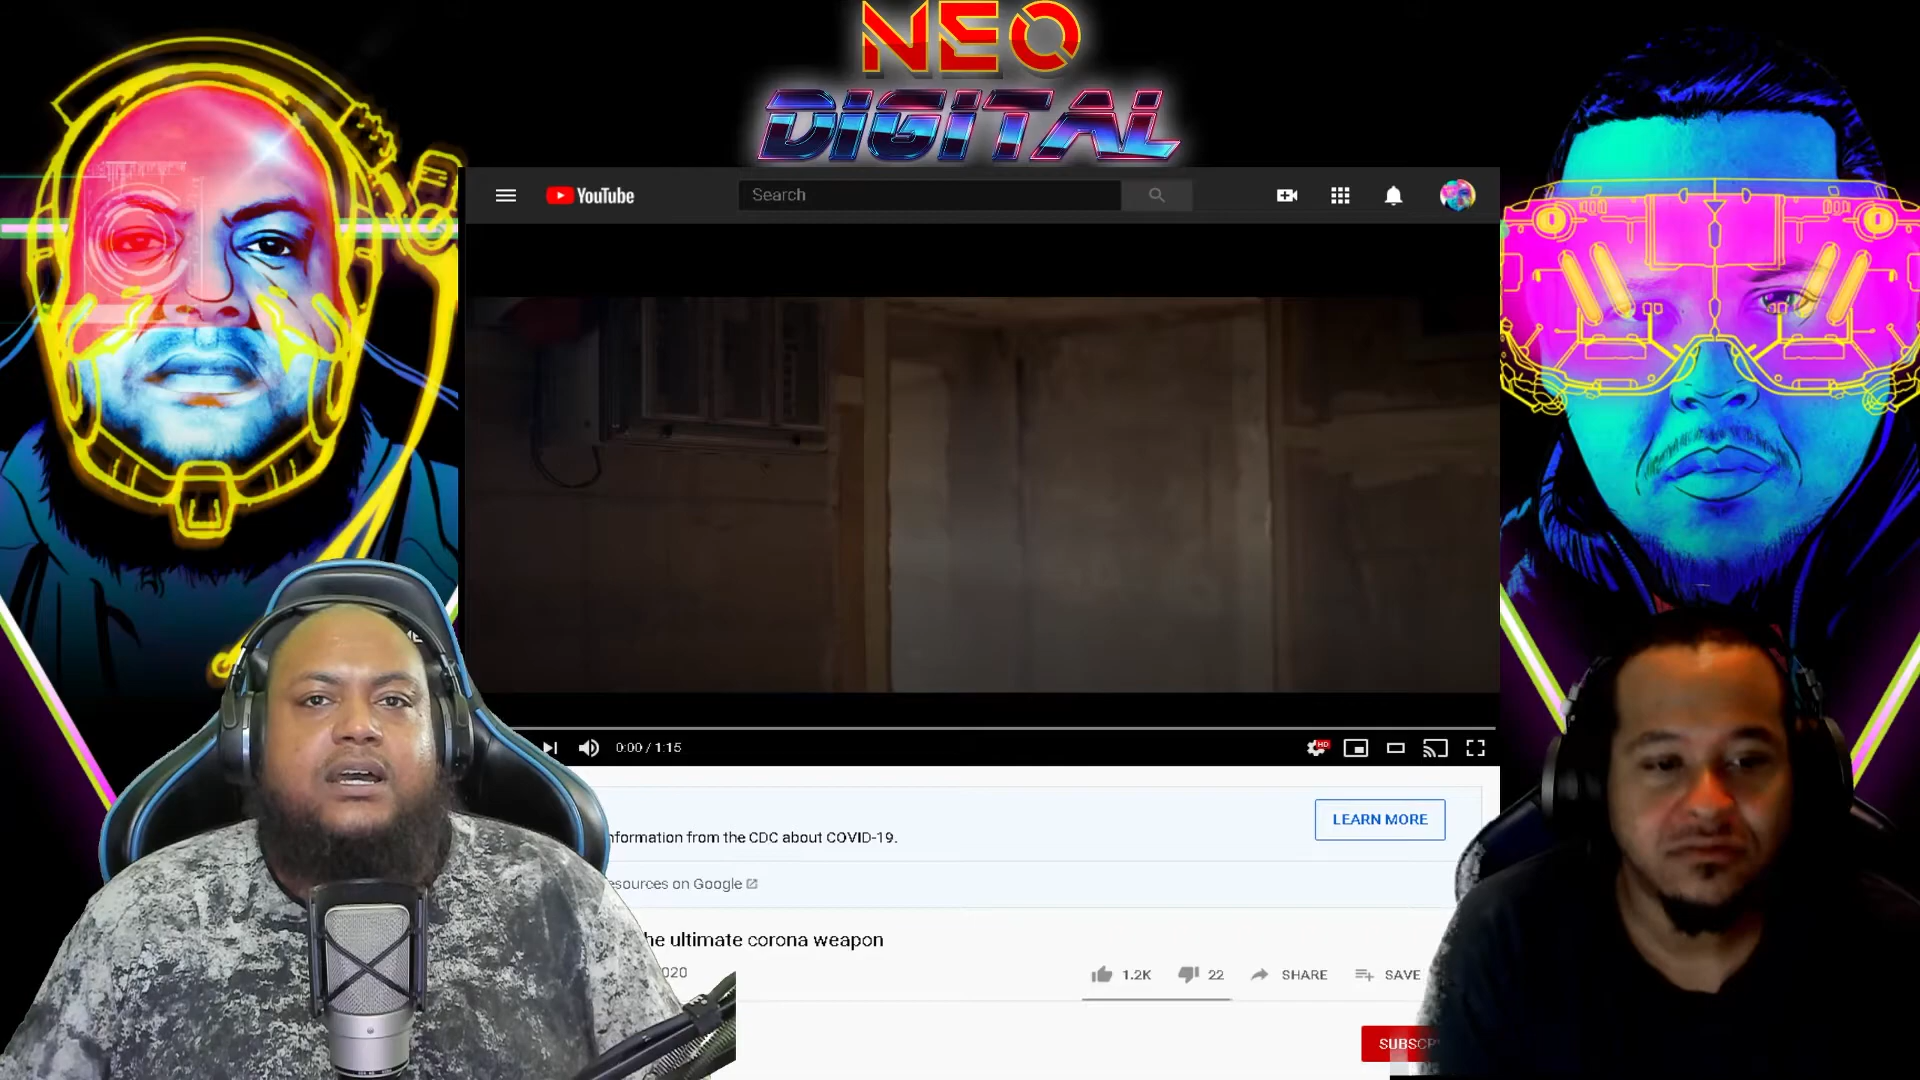 NEO
DIGITAL
YouTube
Search
0:00 / 1:15
HD
nformation from the CDC about COVID-19.
LEARN MORE
esources on Google
he ultimate corona weapon
020
1.2K
22
SHARE
SAVE
SUBSC